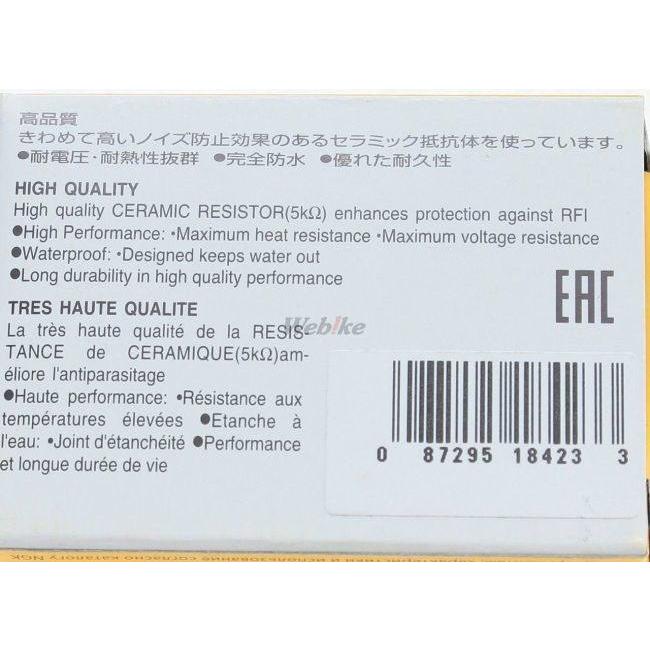 高品質
きわめて高いノイズ防止効果のあるセラミック抵抗体を使っています。
●耐電圧・耐熱性抜群 ●完全防水 ●優れた耐久性
HIGH QUALITY
High quality CERAMIC RESISTOR(5kΩ) enhances protection against RFI
●High Performance: •Maximum heat resistance •Maximum voltage resistance
●Waterproof: •Designed keeps water out
●Long durability in high quality performance
EAC
TRES HAUTE QUALITE
Webike
La très haute qualité de la RESIS-
TANCE de CERAMIQUE(5kΩ)am-
éliore l'antiparasitage
●Haute performance: •Résistance aux
températures élevées ●Etanche à
l'eau: •Joint d'étanchéité ●Performance
et longue durée de vie
0 87295 18423 3
характеристики и использование согласно каталогу NGK